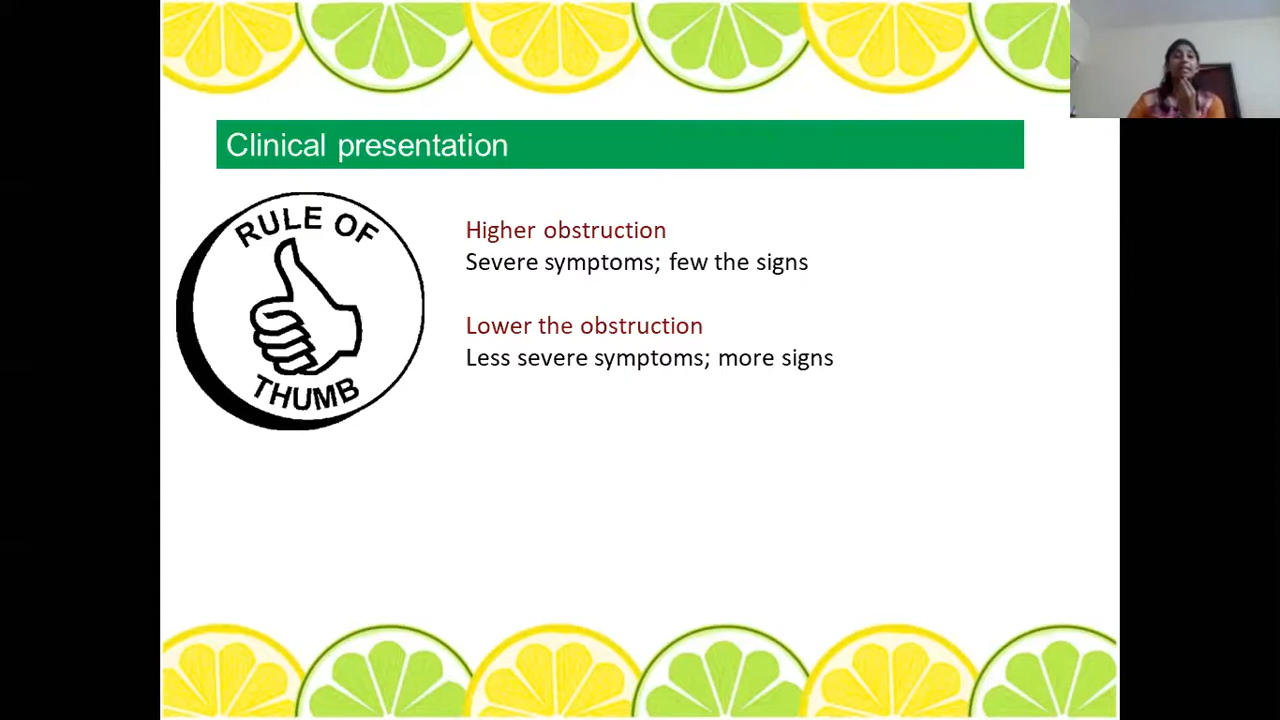 Clinical presentation
RULE OF
THUMB
Higher obstruction
Severe symptoms; few the signs
Lower the obstruction
Less severe symptoms; more signs